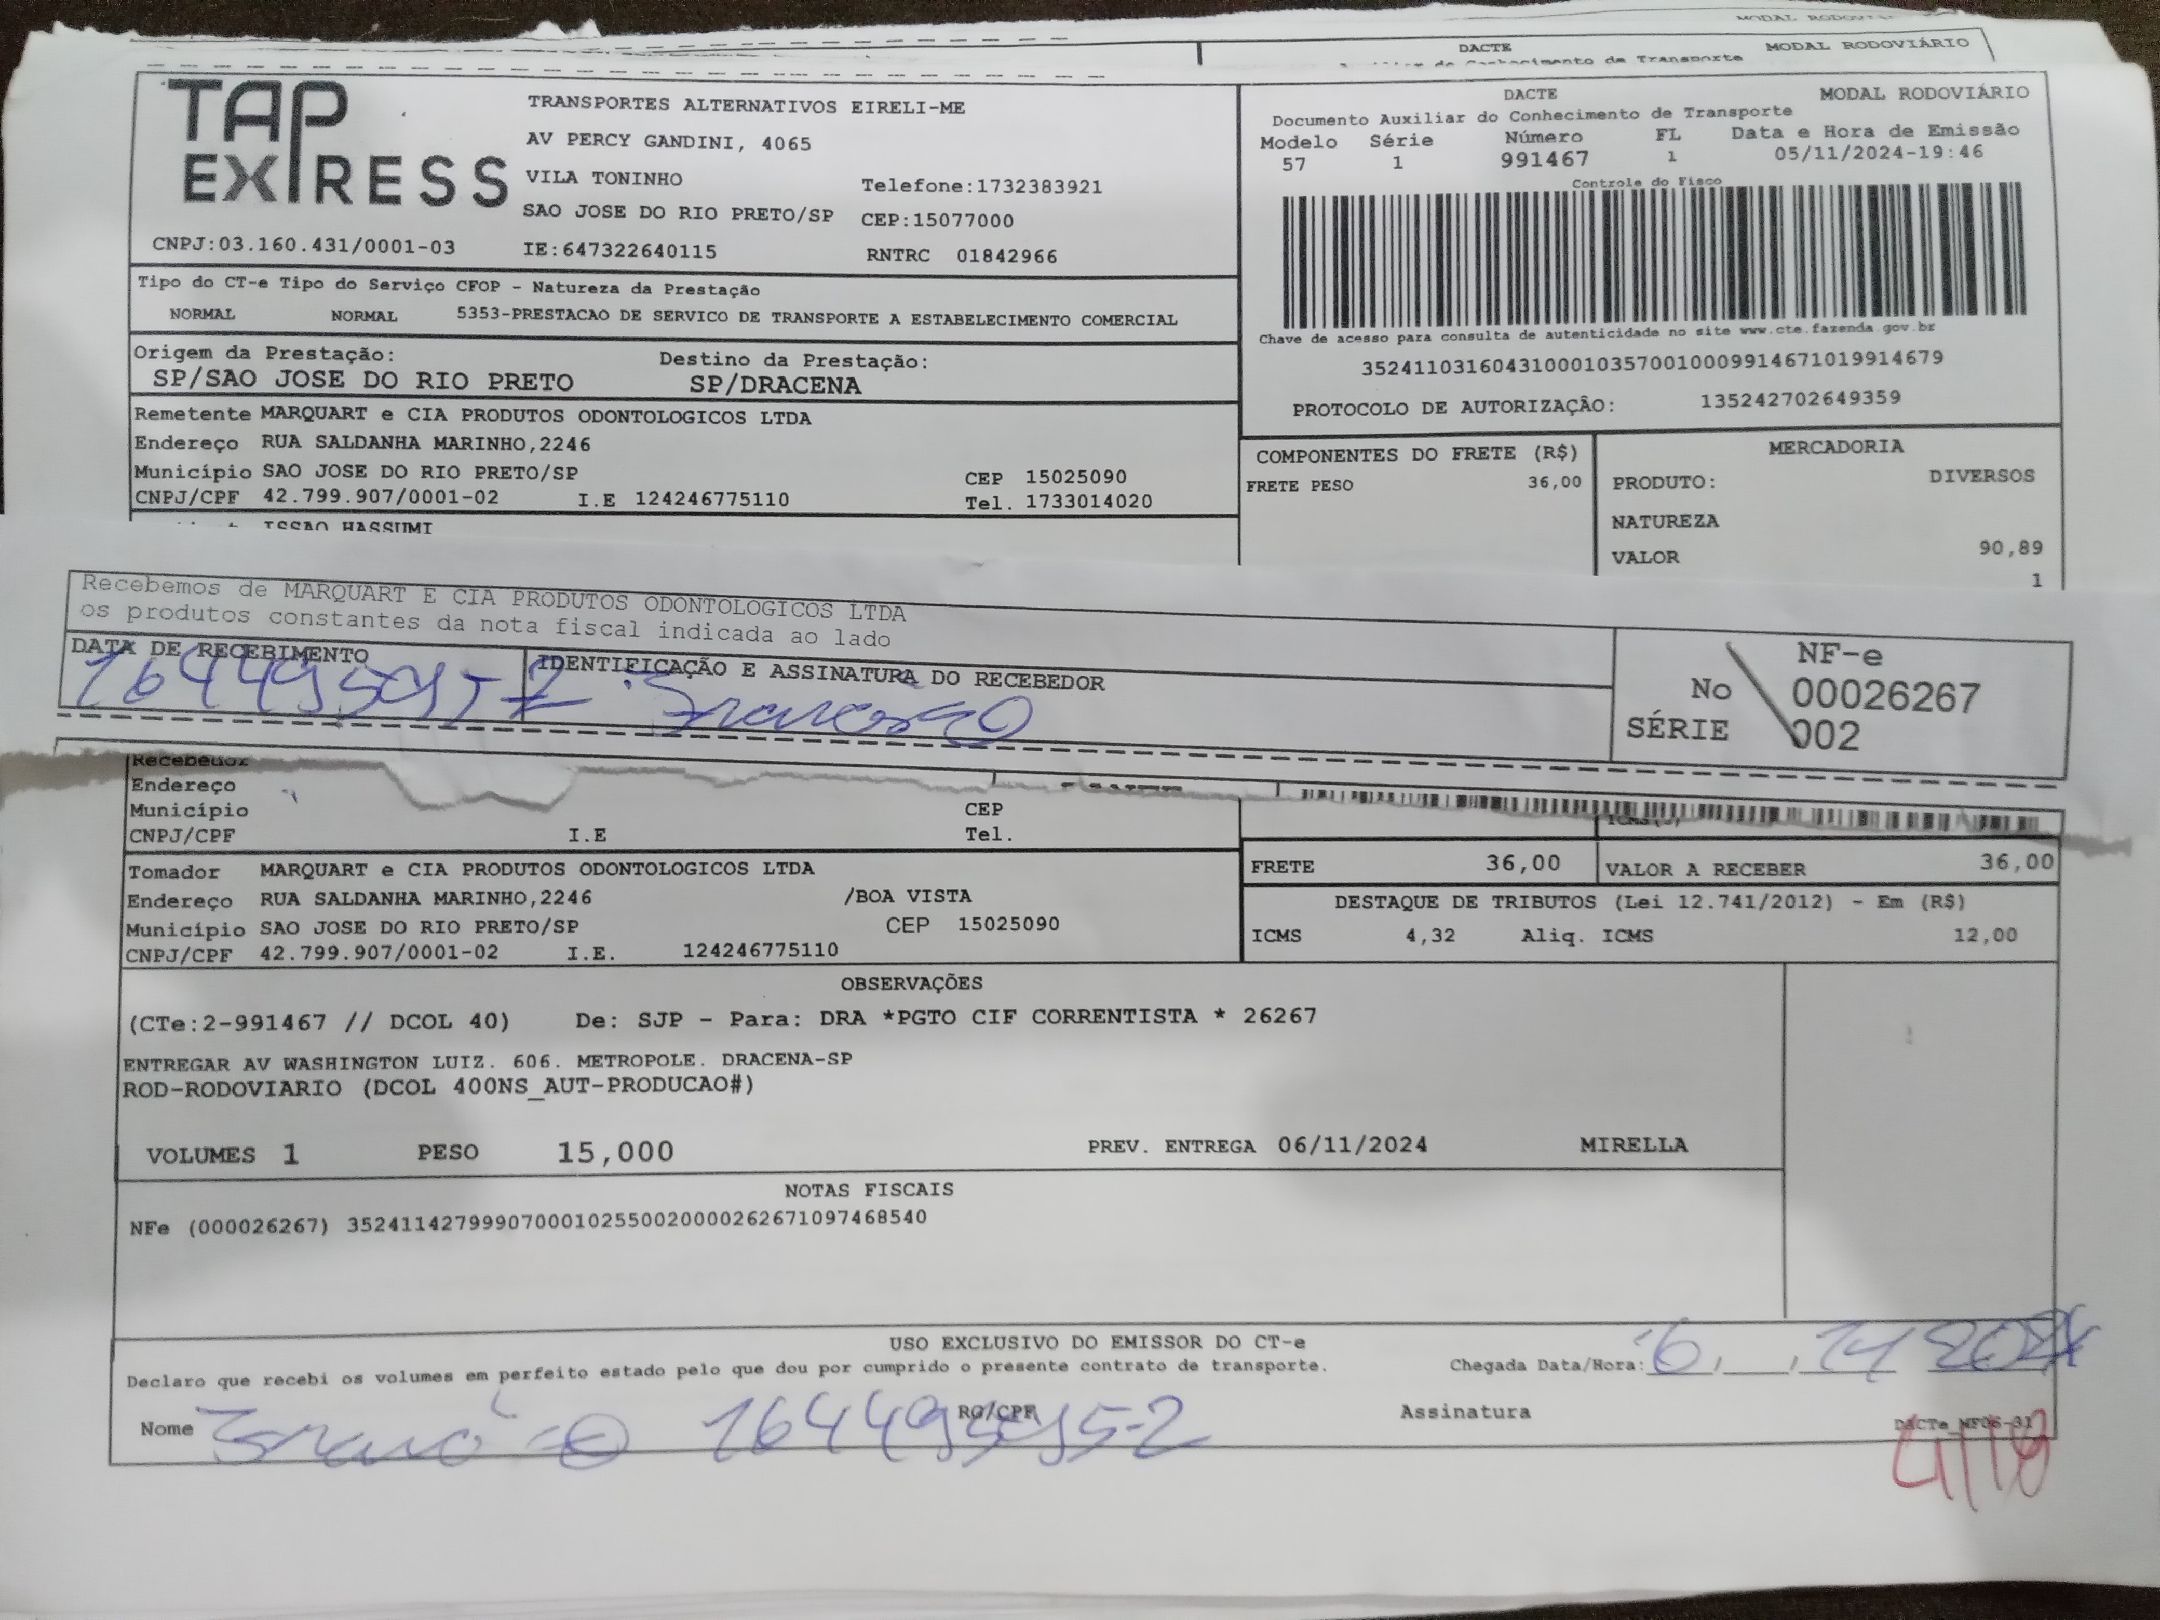 DACTE MODAL RODOVIÁRIO
de Conhecimento de Transporte
TAP EXPRESS
TRANSPORTES ALTERNATIVOS EIRELI-ME
AV PERCY GANDINI, 4065
VILA TONINHO Telefone:1732383921
SAO JOSE DO RIO PRETO/SP CEP:15077000
CNPJ:03.160.431/0001-03 IE:647322640115 RNTRC 01842966
DACTE MODAL RODOVIÁRIO
Documento Auxiliar do Conhecimento de Transporte
Modelo Série Número FL Data e Hora de Emissão
57 1 991467 1 05/11/2024-19:46
Controle do Fisco
Chave de acesso para consulta de autenticidade no site www.cte.fazenda.gov.br
35241103160431000103570010009914671019914679
PROTOCOLO DE AUTORIZAÇÃO: 135242702649359
Tipo do CT-e Tipo do Serviço CFOP - Natureza da Prestação
NORMAL NORMAL 5353-PRESTACAO DE SERVICO DE TRANSPORTE A ESTABELECIMENTO COMERCIAL
Origem da Prestação: Destino da Prestação:
SP/SAO JOSE DO RIO PRETO SP/DRACENA
Remetente MARQUART e CIA PRODUTOS ODONTOLOGICOS LTDA
Endereço RUA SALDANHA MARINHO,2246
Município SAO JOSE DO RIO PRETO/SP CEP 15025090
CNPJ/CPF 42.799.907/0001-02 I.E 124246775110 Tel. 1733014020
ISSAO HASSUMI
COMPONENTES DO FRETE (R$)
FRETE PESO 36,00
MERCADORIA
PRODUTO: DIVERSOS
NATUREZA
VALOR 90,89
1
Recebemos de MARQUART E CIA PRODUTOS ODONTOLOGICOS LTDA
os produtos constantes da nota fiscal indicada ao lado
DATA DE RECEBIMENTO IDENTIFICAÇÃO E ASSINATURA DO RECEBEDOR
NF-e
No 00026267
SÉRIE 002
Recebedor
Endereço
Município CEP
CNPJ/CPF I.E Tel.
Tomador MARQUART e CIA PRODUTOS ODONTOLOGICOS LTDA
Endereço RUA SALDANHA MARINHO,2246 /BOA VISTA
Município SAO JOSE DO RIO PRETO/SP CEP 15025090
CNPJ/CPF 42.799.907/0001-02 I.E. 124246775110
FRETE 36,00 VALOR A RECEBER 36,00
DESTAQUE DE TRIBUTOS (Lei 12.741/2012) - Em (R$)
ICMS 4,32 Aliq. ICMS 12,00
OBSERVAÇÕES
(CTe:2-991467 // DCOL 40) De: SJP - Para: DRA *PGTO CIF CORRENTISTA * 26267
ENTREGAR AV WASHINGTON LUIZ. 606. METROPOLE. DRACENA-SP
ROD-RODOVIARIO (DCOL 400NS_AUT-PRODUCAO#)
VOLUMES 1 PESO 15,000 PREV. ENTREGA 06/11/2024 MIRELLA
NOTAS FISCAIS
NFe (000026267) 35241142799907000102550020000262671097468540
USO EXCLUSIVO DO EMISSOR DO CT-e
Declaro que recebi os volumes em perfeito estado pelo que dou por cumprido o presente contrato de transporte. Chegada Data/Hora: 6, 11 2024
Nome RG/CPF Assinatura